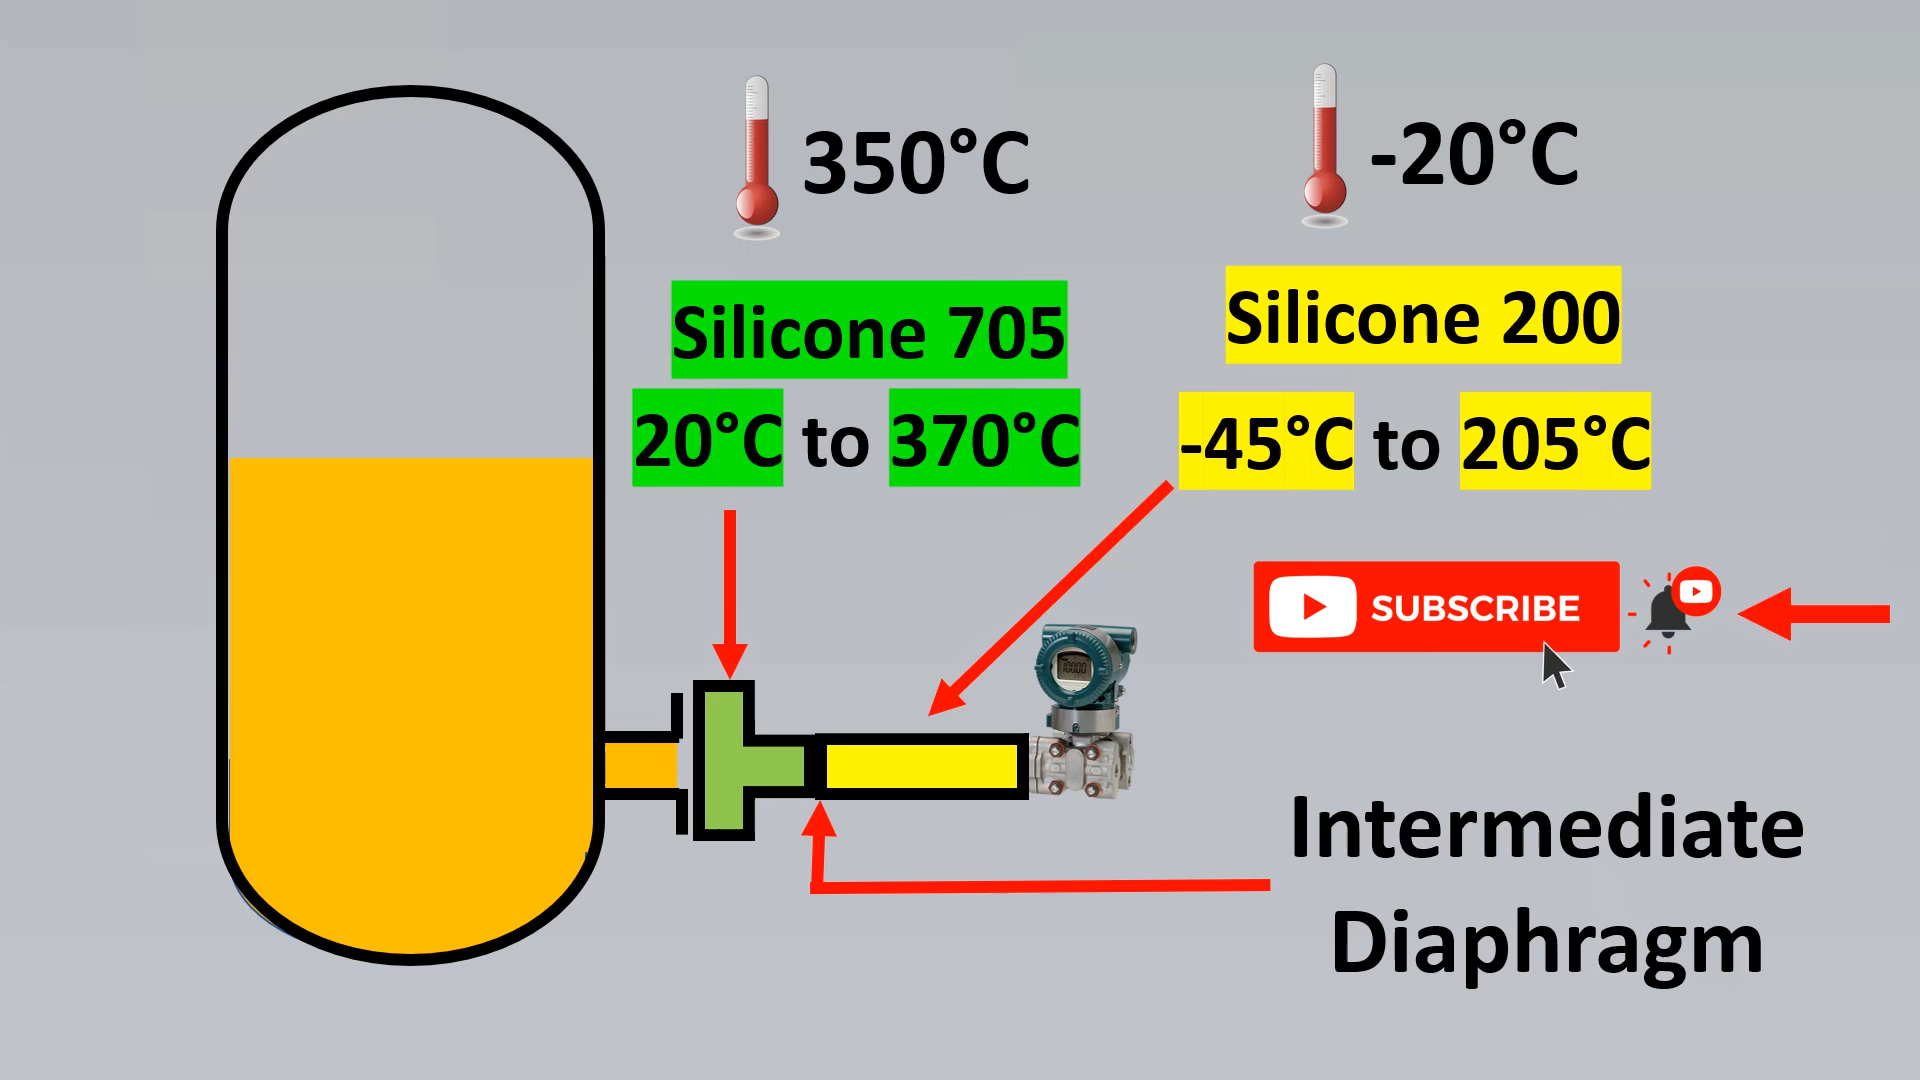 350°C
-20°C
Silicone 705
20°C to 370°C
Silicone 200
-45°C to 205°C
SUBSCRIBE
Intermediate
Diaphragm